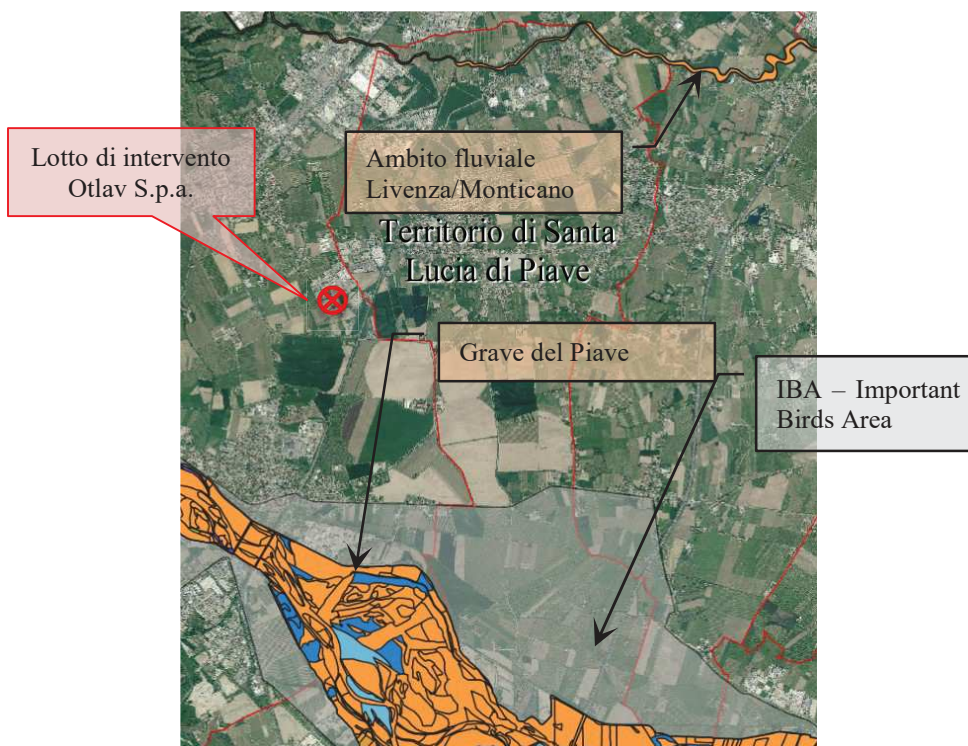 Lotto di intervento
Otlav S.p.a.
Ambito fluviale
Livenza/Monticano
Territorio di Santa
Lucia di Piave
Grave del Piave
IBA – Important
Birds Area